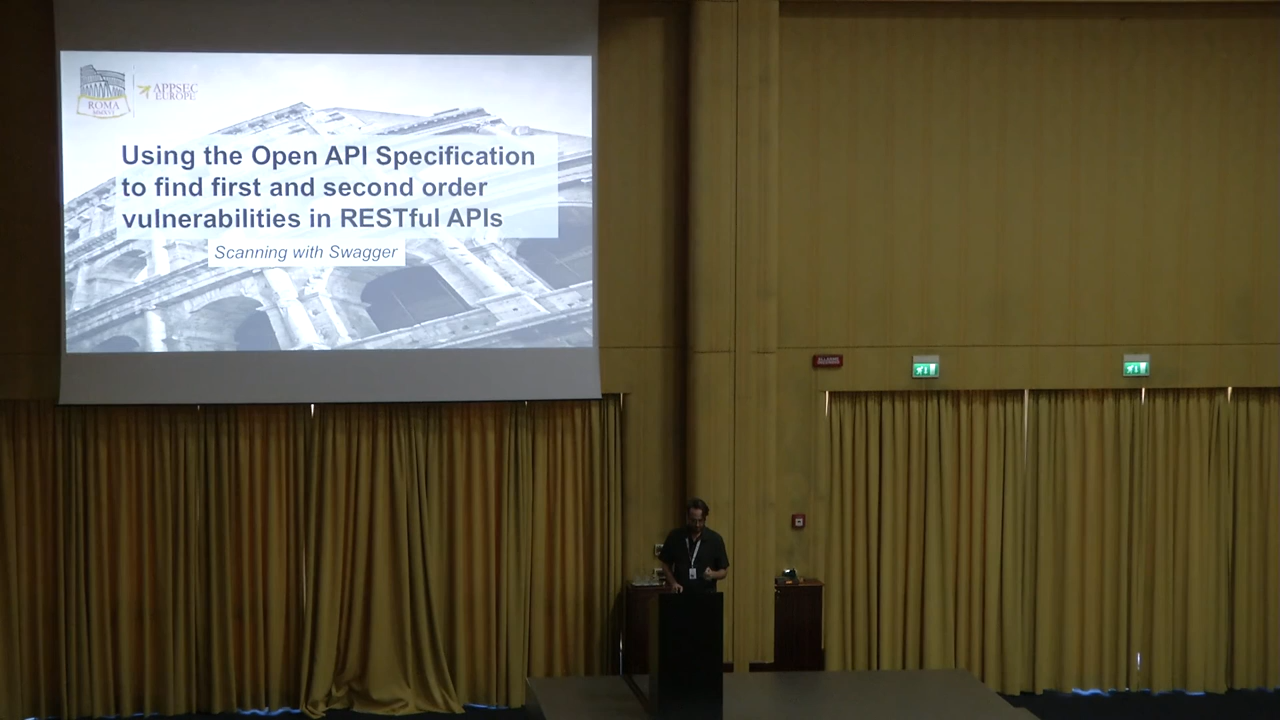 ROMA
MMXVI
APPSEC
EUROPE
Using the Open API Specification
to find first and second order
vulnerabilities in RESTful APIs
Scanning with Swagger